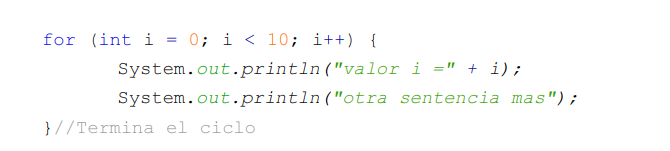 for (int i = 0; i < 10; i++) {
System.out.println("valor i =" + i);
System.out.println("otra sentencia mas");
}//Termina el ciclo